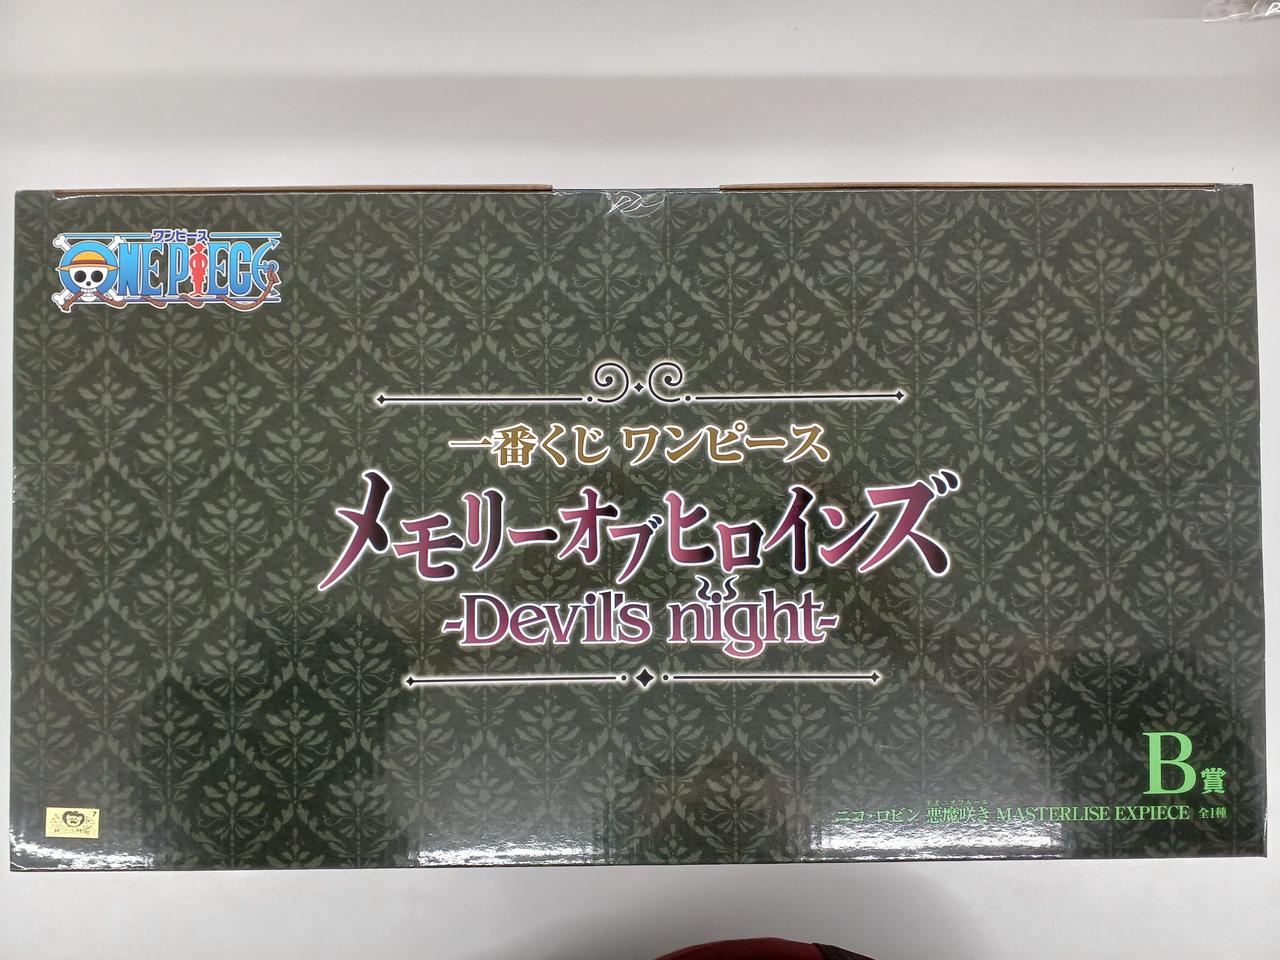 ワンピース
ONE PIECE
一番くじ ワンピース
メモリーオブヒロインズ
-Devil's night-
B賞
デモニオフルール
ニコ・ロビン 悪魔咲き MASTERLISE EXPIECE 全1種